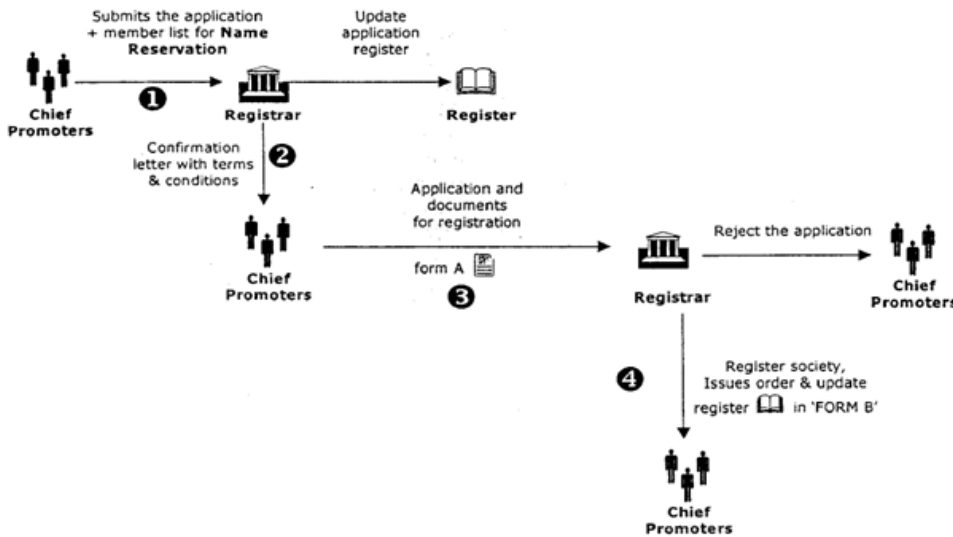 Submits the application
+ member list for Name
Reservation
Update
application
register
1
Chief
Promoters
Registrar
Register
Confirmation
letter with terms
& conditions
2
Application and
documents
for registration
Chief
Promoters
form A
3
Registrar
Reject the application
Chief
Promoters
4
Register society,
Issues order & update
register in 'FORM B'
Chief
Promoters